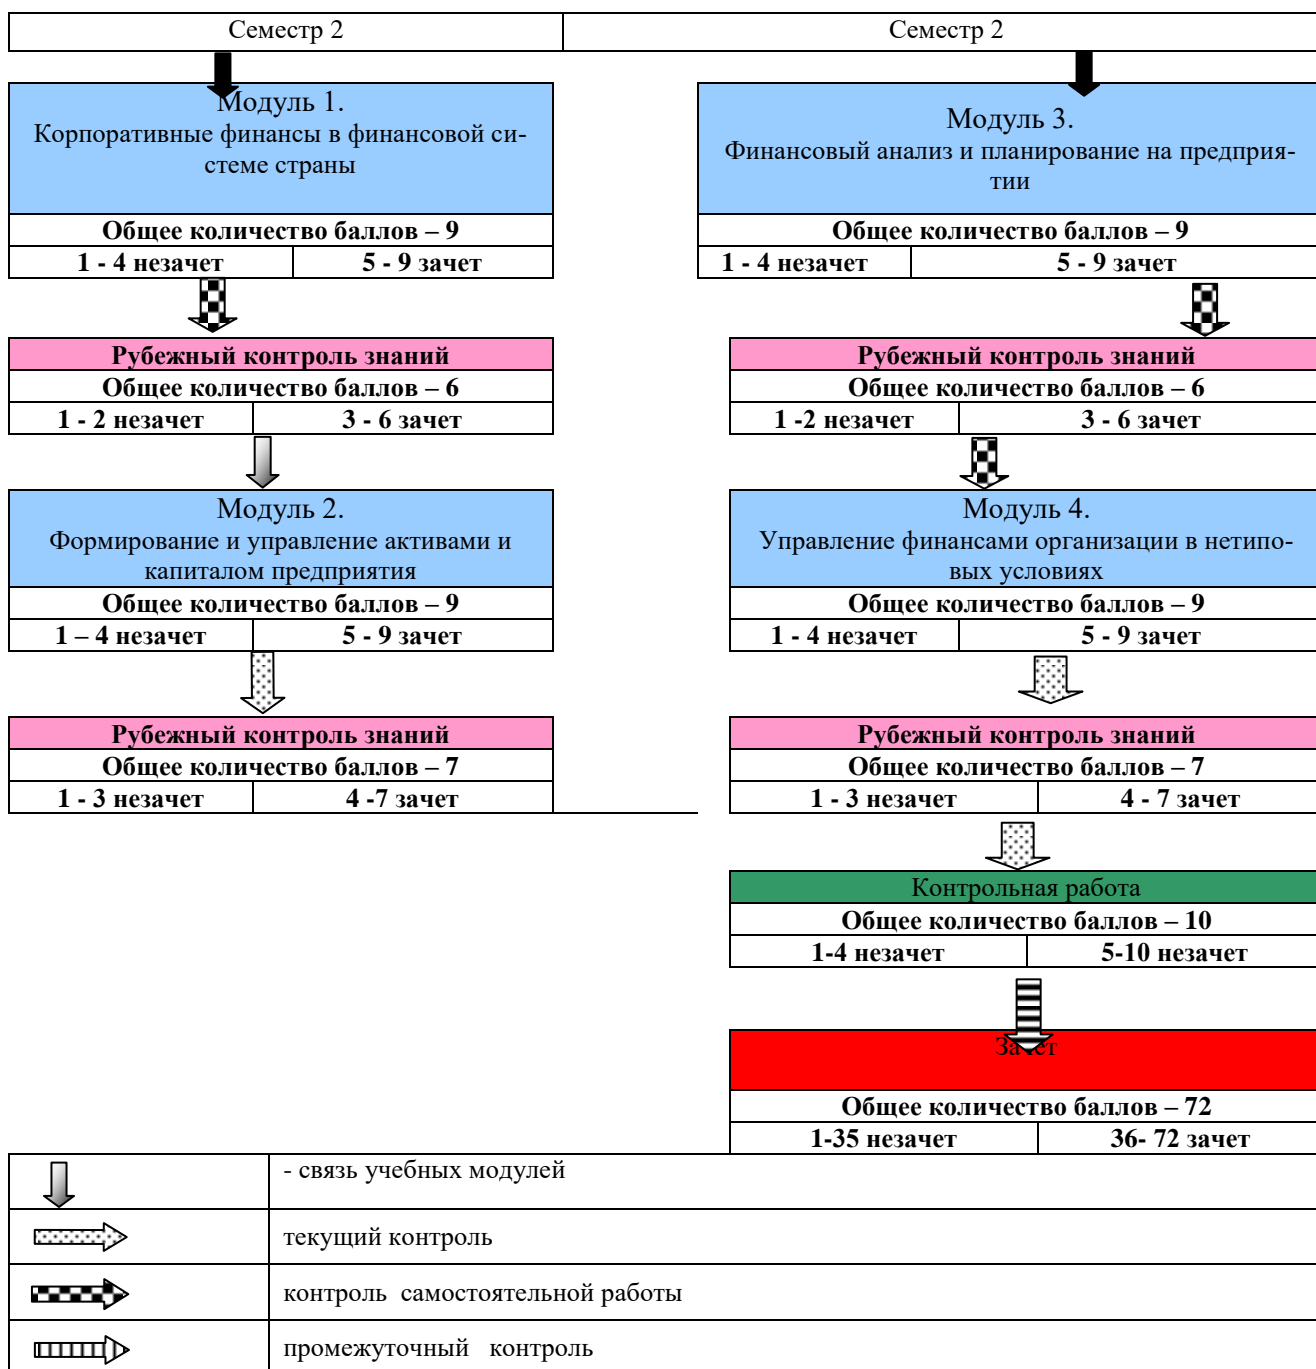 Семестр 2
Семестр 2
Модуль 1.
Корпоративные финансы в финансовой си-
стеме страны
Общее количество баллов – 9
1 - 4 незачет
5 - 9 зачет
Рубежный контроль знаний
Общее количество баллов – 6
1 - 2 незачет
3 - 6 зачет
Модуль 2.
Формирование и управление активами и
капиталом предприятия
Общее количество баллов – 9
1 – 4 незачет
5 - 9 зачет
Рубежный контроль знаний
Общее количество баллов – 7
1 - 3 незачет
4 -7 зачет
Модуль 3.
Финансовый анализ и планирование на предприя-
тии
Общее количество баллов – 9
1 - 4 незачет
5 - 9 зачет
Рубежный контроль знаний
Общее количество баллов – 6
1 -2 незачет
3 - 6 зачет
Модуль 4.
Управление финансами организации в нетипо-
вых условиях
Общее количество баллов – 9
1 - 4 незачет
5 - 9 зачет
Рубежный контроль знаний
Общее количество баллов – 7
1 - 3 незачет
4 - 7 зачет
Контрольная работа
Общее количество баллов – 10
1-4 незачет
5-10 незачет
Зачет
Общее количество баллов – 72
1-35 незачет
36- 72 зачет
- связь учебных модулей
текущий контроль
контроль самостоятельной работы
промежуточный контроль